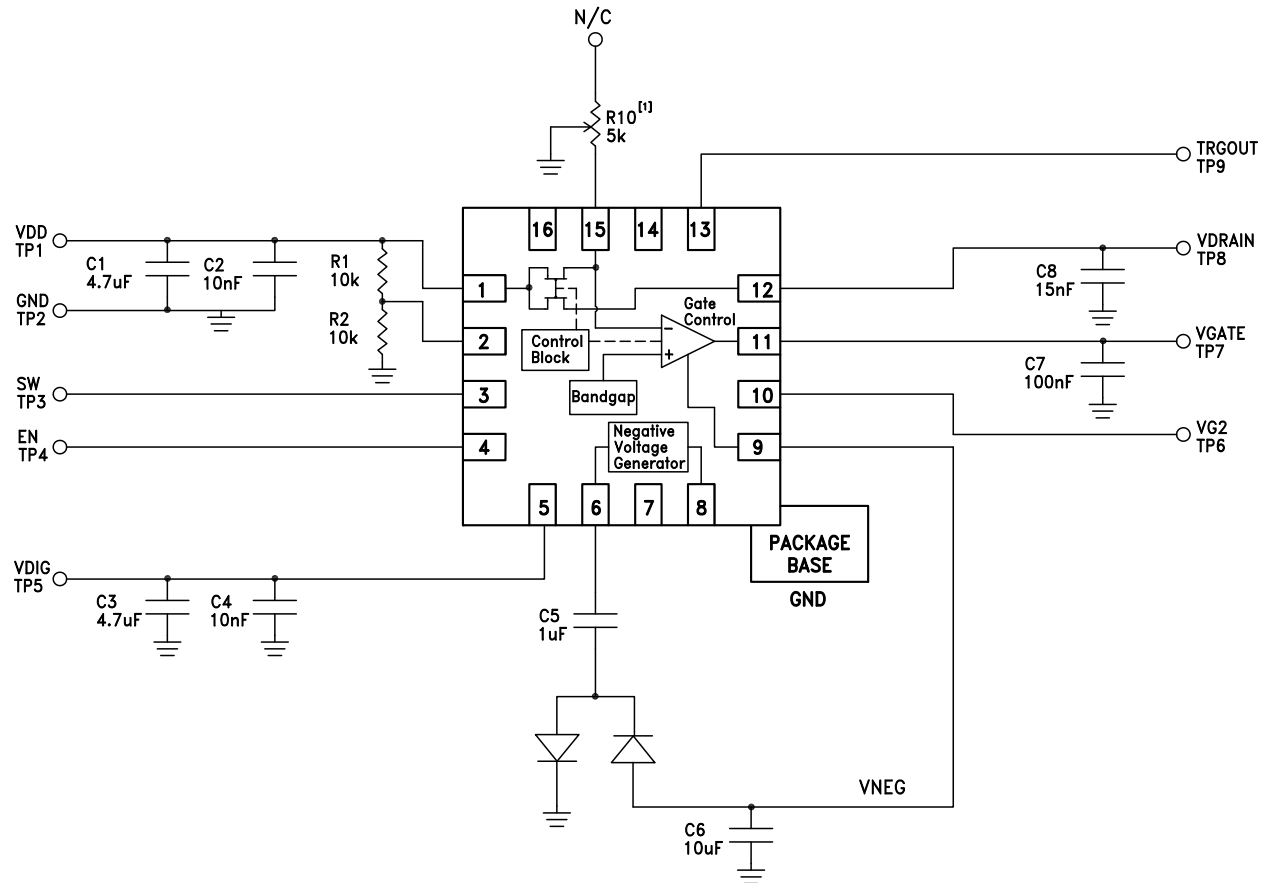 N/C
R10[1]
5k
TRGOUT
TP9
VDD
TP1
C1
4.7uF
C2
10nF
R1
10k
GND
TP2
R2
10k
SW
TP3
EN
TP4
VDIG
TP5
C3
4.7uF
C4
10nF
16
15
14
13
1
2
3
4
5
6
7
8
12
11
10
9
Gate
Control
Control
Block
−
+
Bandgap
Negative
Voltage
Generator
VDRAIN
TP8
C8
15nF
VGATE
TP7
C7
100nF
VG2
TP6
PACKAGE
BASE
GND
C5
1uF
VNEG
C6
10uF